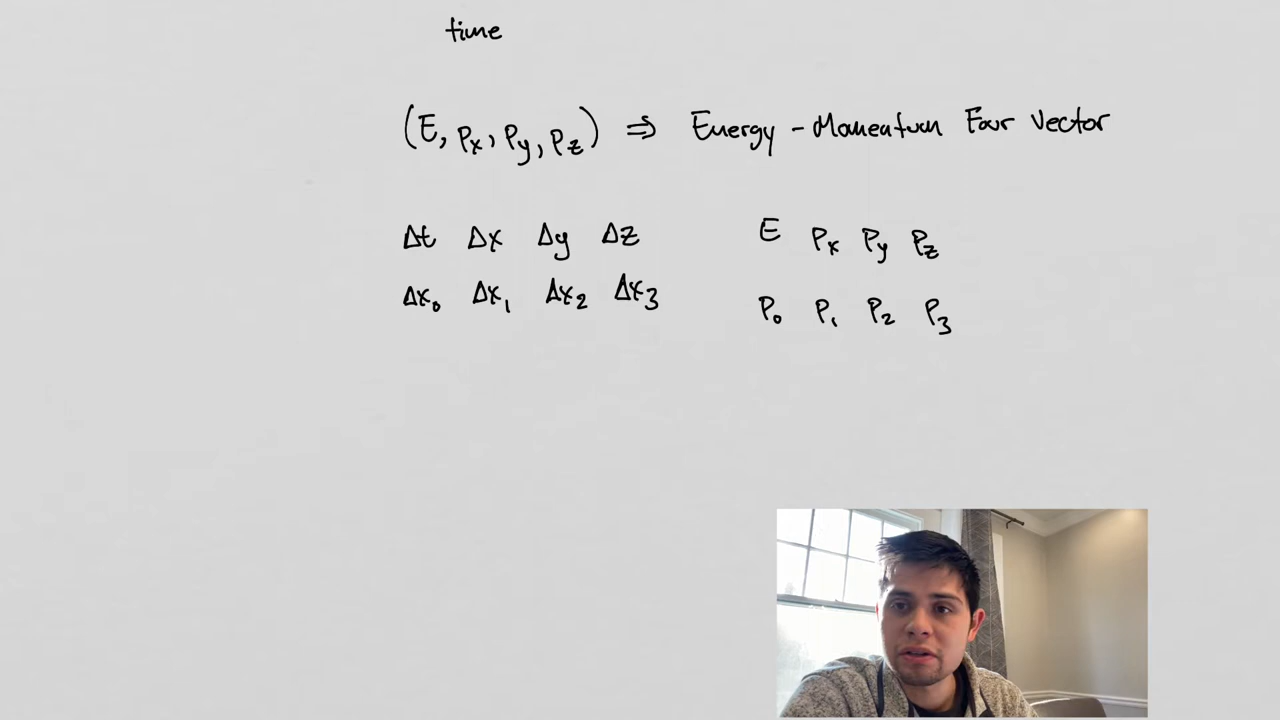 time
(E, Px, Py, Pz) ⇒ Energy - Momentum Four Vector
Δt Δx Δy Δz
Δx₀ Δx₁ Δx₂ Δx₃
E Px Py Pz
P₀ P₁ P₂ P₃